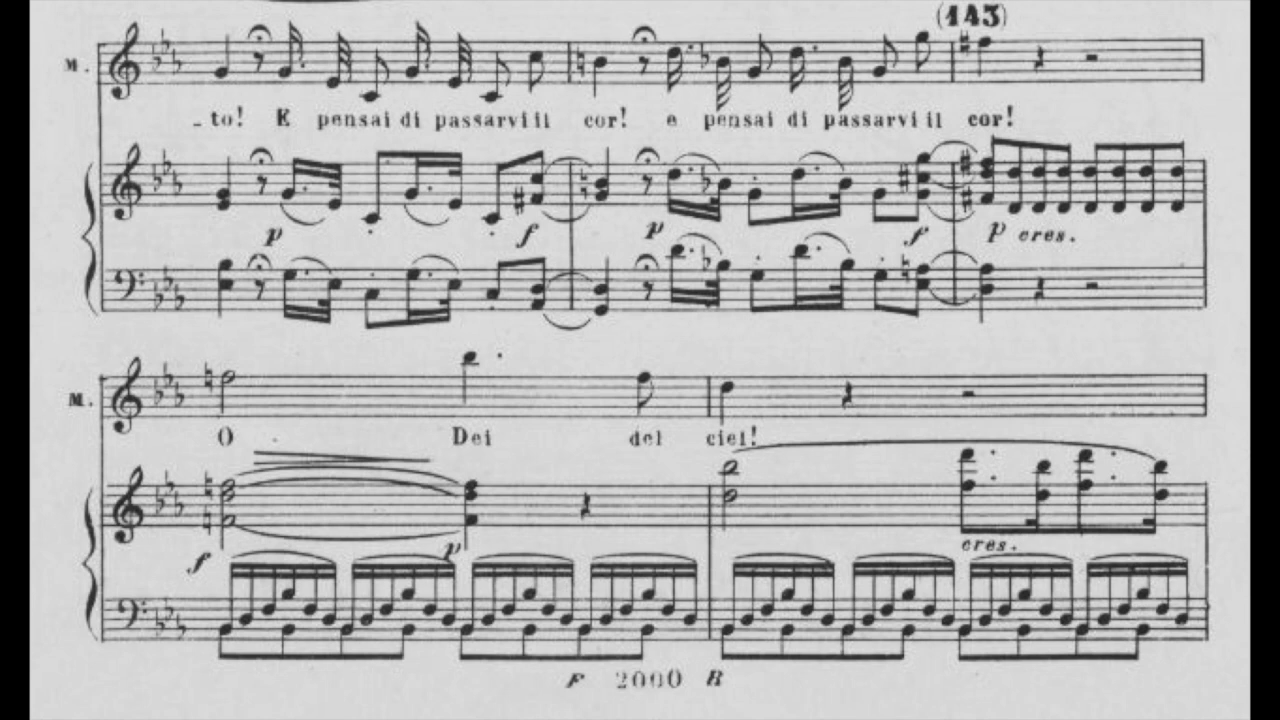 (143)
M.
-to! E pensai di passarvi il cor! e pensai di passarvi il cor!
p f p f p cres.
M.
O Dei del ciel!
f p cres.
F 2000 R